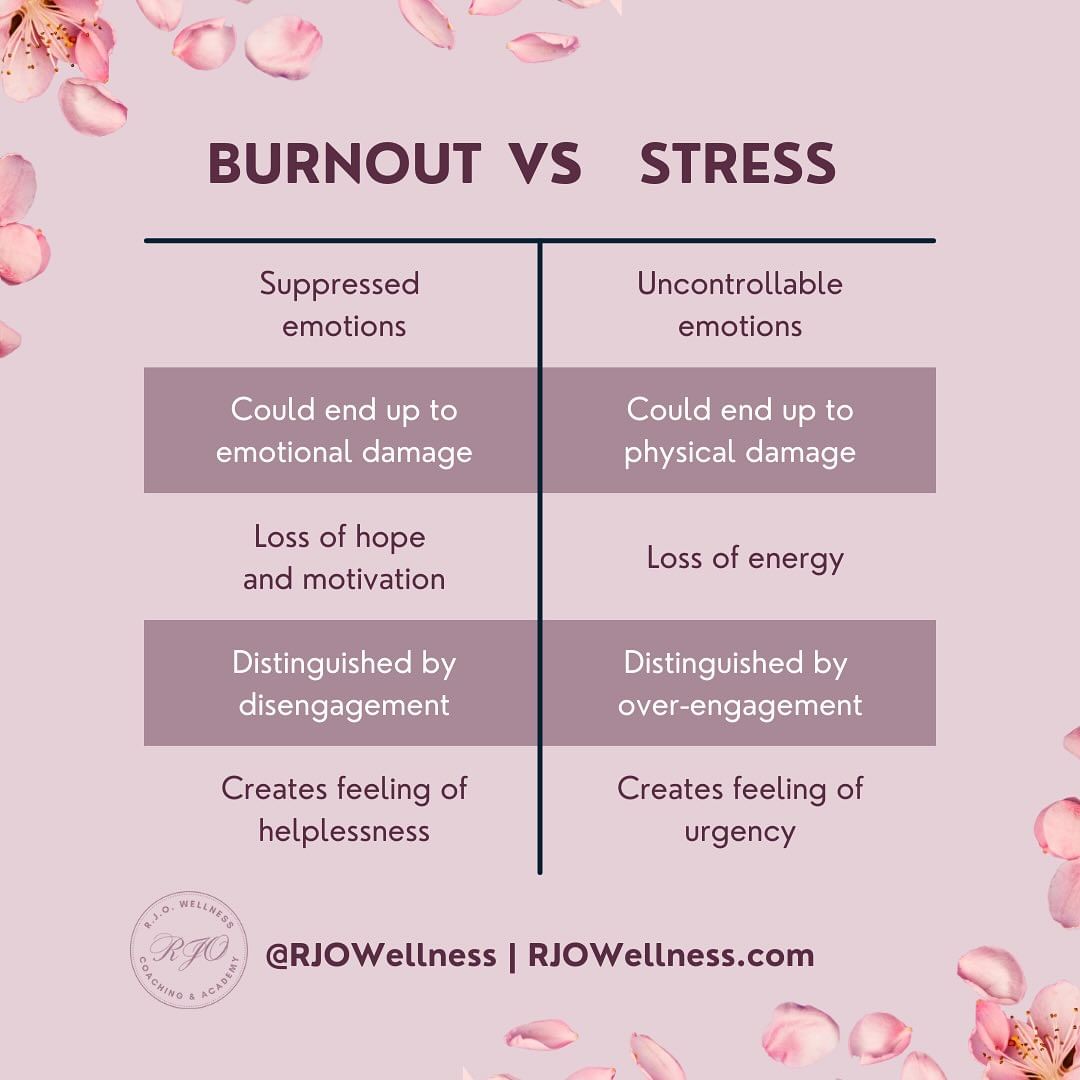 BURNOUT VS STRESS
Suppressed
emotions
Uncontrollable
emotions
Could end up to
emotional damage
Could end up to
physical damage
Loss of hope
and motivation
Loss of energy
Distinguished by
disengagement
Distinguished by
over-engagement
Creates feeling of
helplessness
Creates feeling of
urgency
R.J.O. WELLNESS
RJO
COACHING & ACADEMY
@RJOWellness | RJOWellness.com